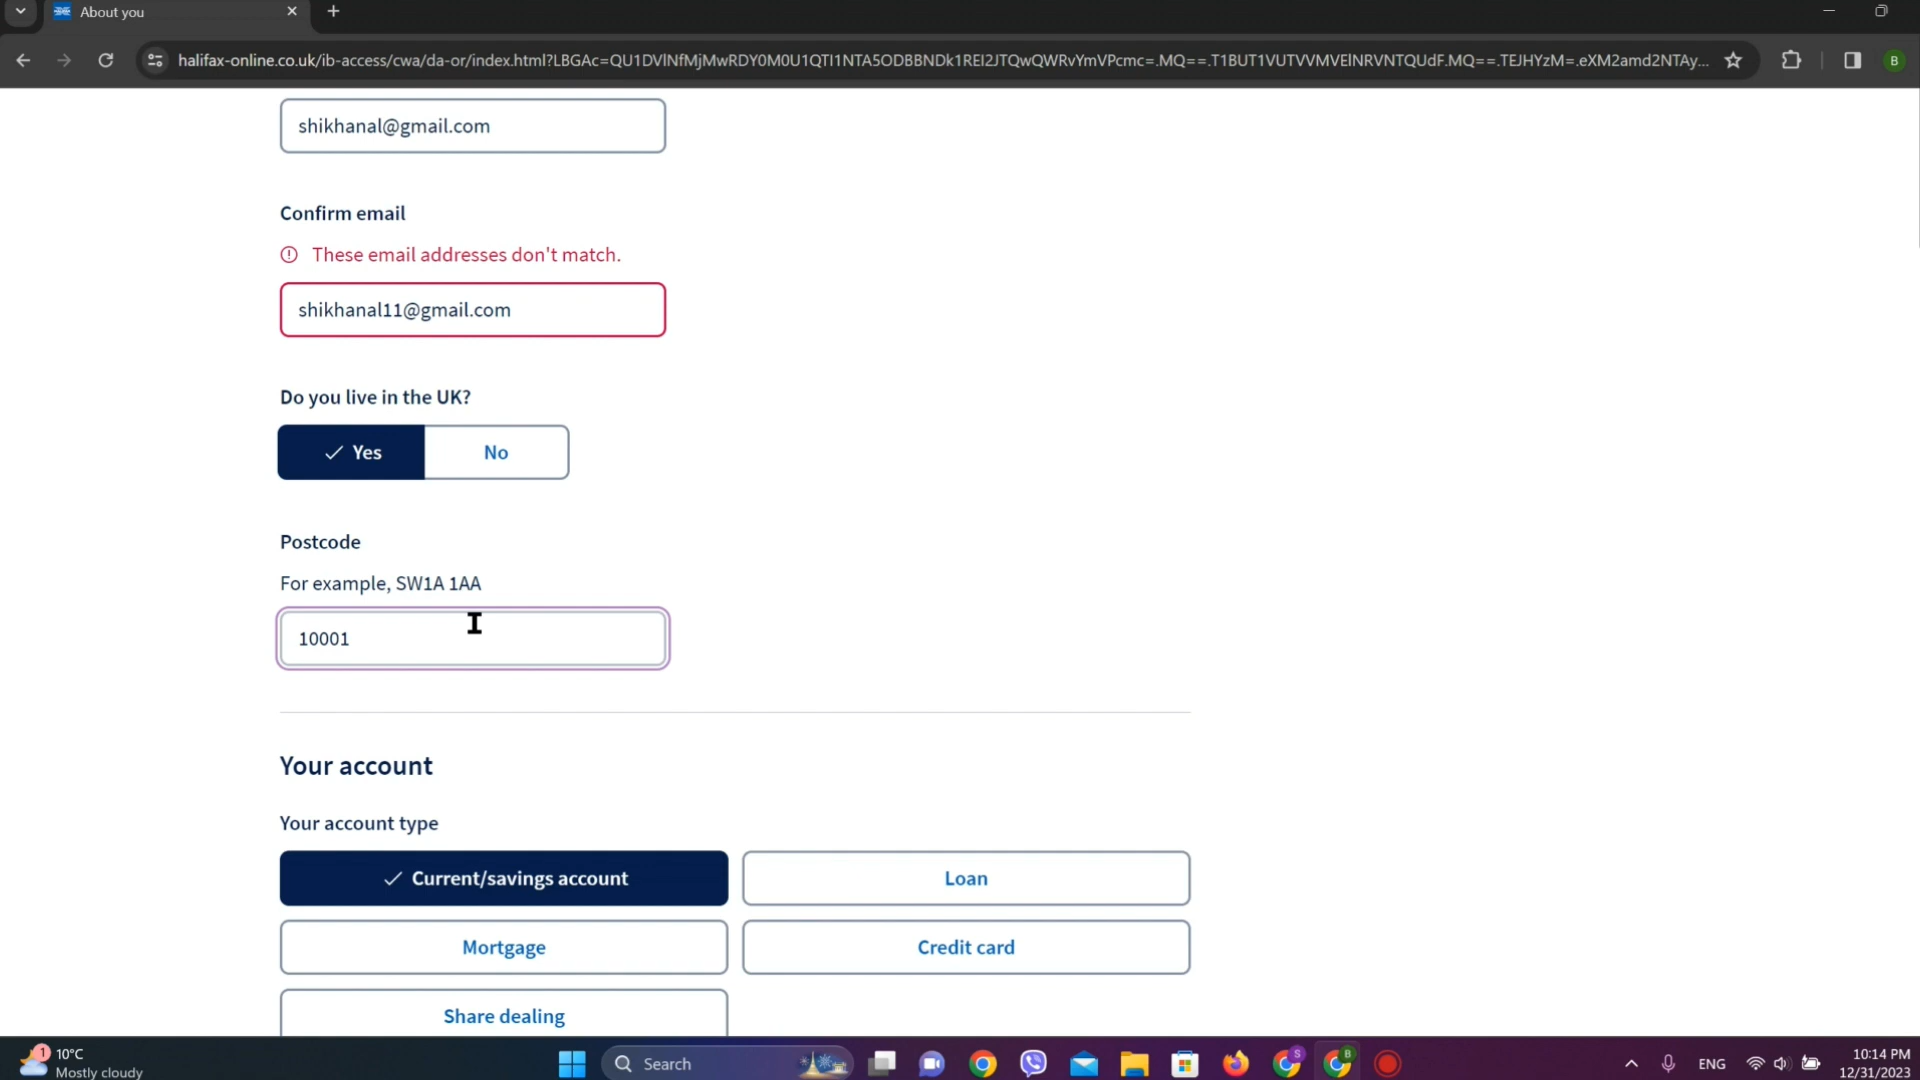 About you
halifax-online.co.uk/ib-access/cwa/da-or/index.html?LBGAc=QU1DVlNfMjMwRDY0M0U1QTI1NTA5ODBBNDk1REI2JTQwQWRvYmVPcmc=.MQ==.T1BUT1VUTVVMVElNRVNTQUdF.MQ==.TEJHYzM=.eXM2amd2NTAy...
B
shikhanal@gmail.com
Confirm email
These email addresses don't match.
shikhanal11@gmail.com
Do you live in the UK?
Yes No
Postcode
For example, SW1A 1AA
10001
Your account
Your account type
Current/savings account Loan
Mortgage Credit card
Share dealing
1
10°C
Mostly cloudy
Search
S
B
ENG
10:14 PM
12/31/2023